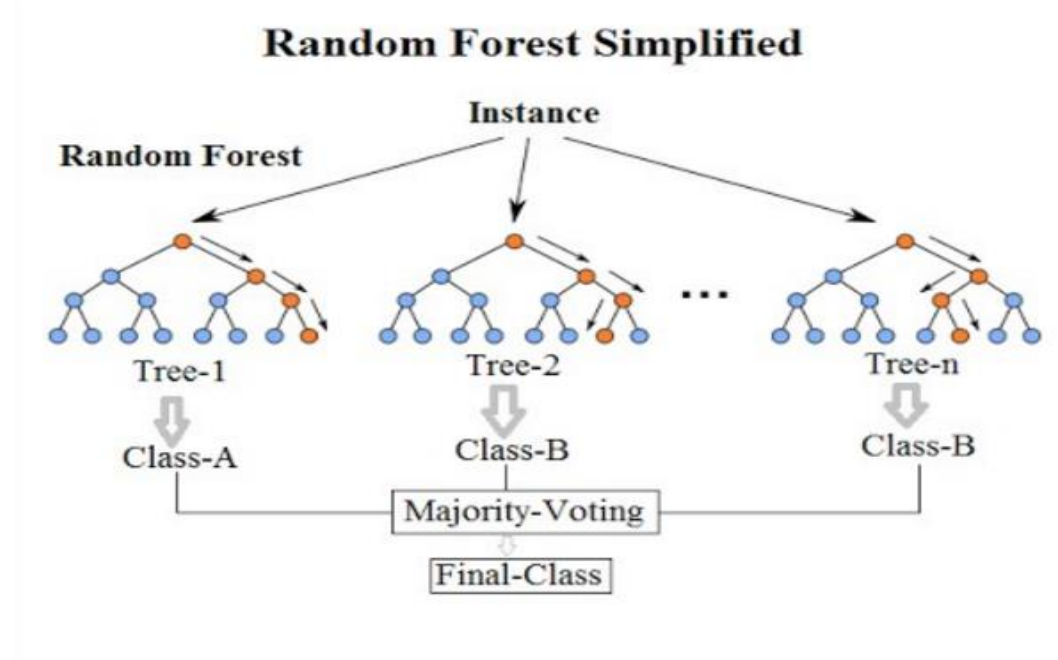 Random Forest Simplified
Instance
Random Forest
...
Tree-1
Tree-2
Tree-n
Class-A
Class-B
Class-B
Majority-Voting
Final-Class